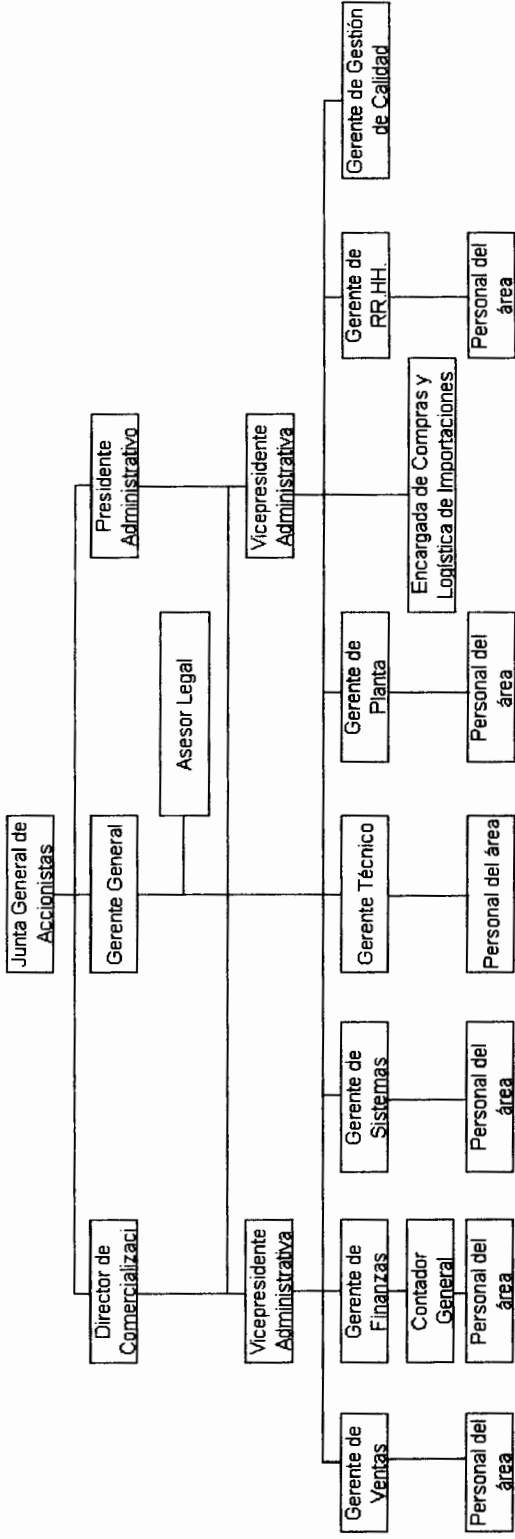 Junta General de
Accionistas
Director de
Comercializaci
Gerente General
Presidente
Administrativo
Asesor Legal
Vicepresidente
Administrativa
Vicepresidente
Administrativa
Gerente de
Ventas
Gerente de
Finanzas
Gerente de
Sistemas
Gerente Técnico
Gerente de
Planta
Gerente de
RR.HH.
Gerente de Gestión
de Calidad
Contador
General
Encargada de Compras y
Logística de Importaciones
Personal del
área
Personal del
área
Personal del
área
Personal del área
Personal del
área
Personal del
área